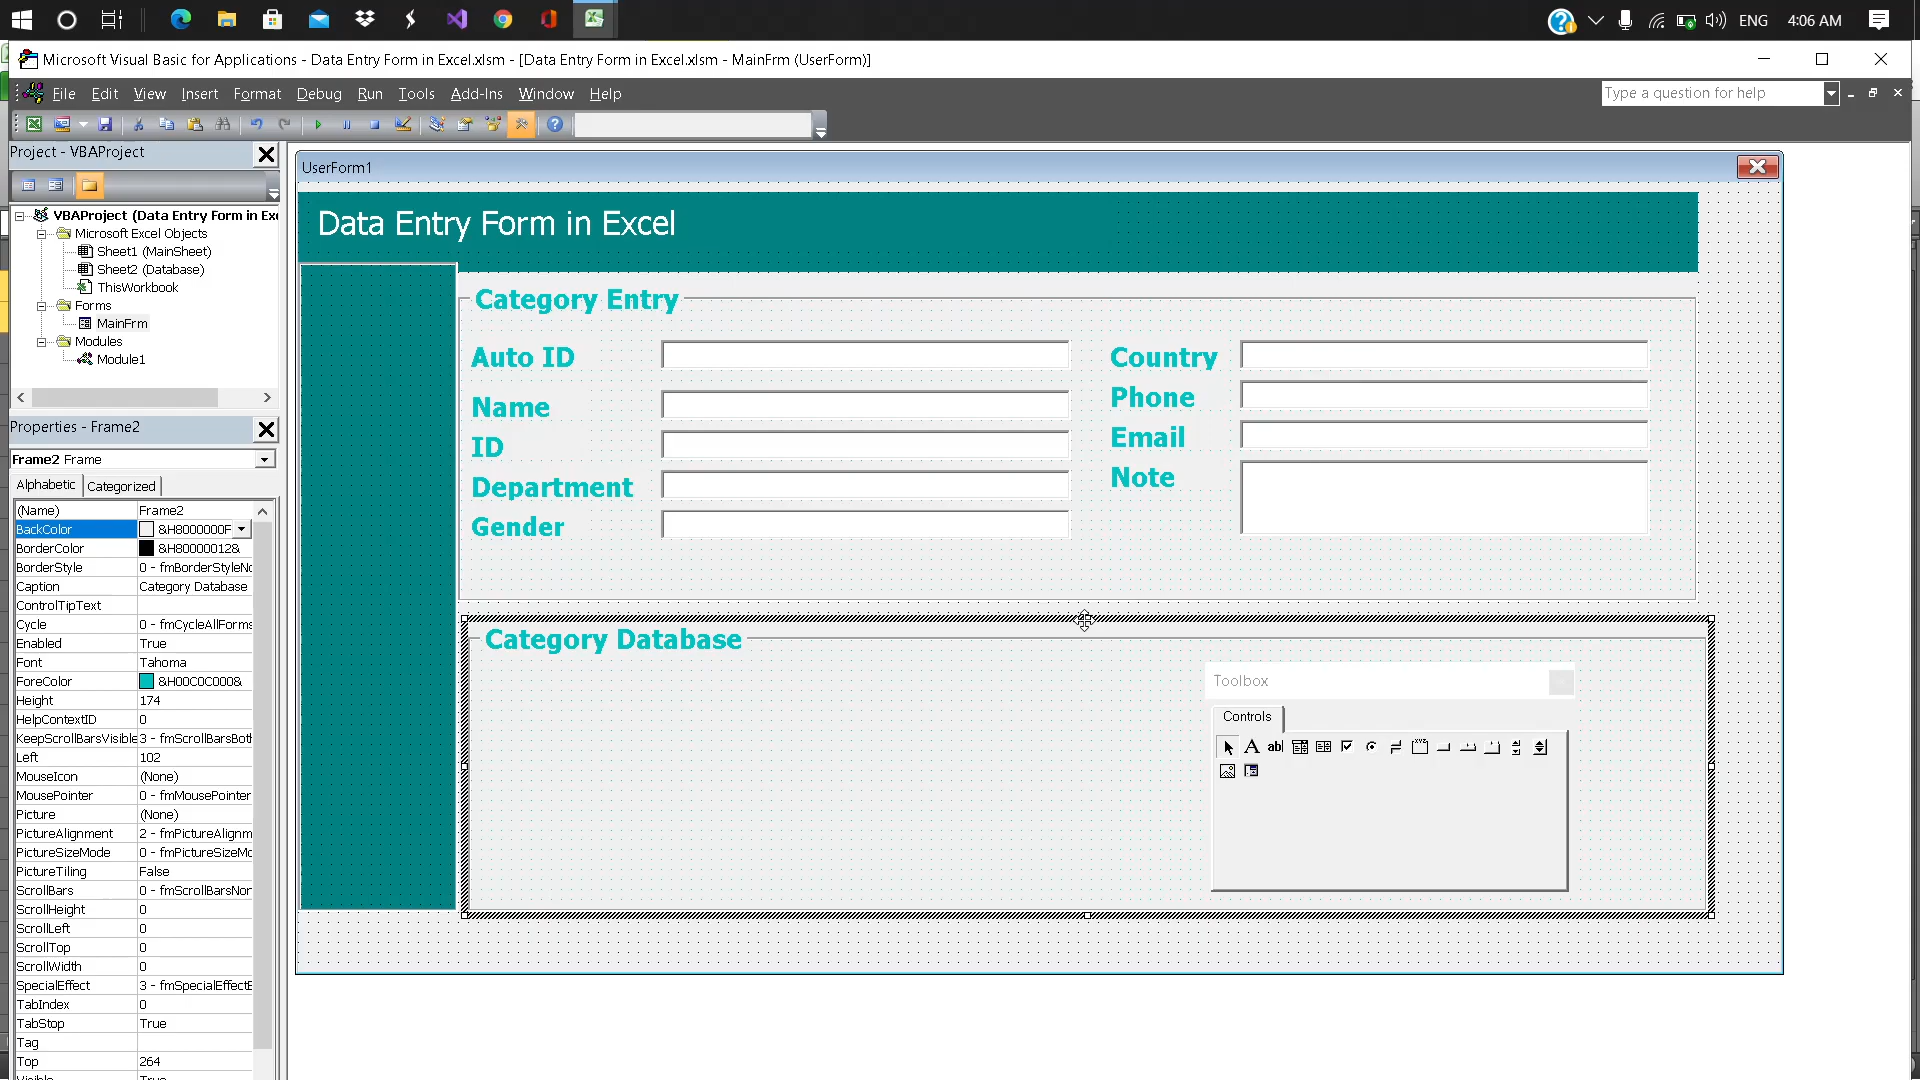 ENG
4:06 AM
Microsoft Visual Basic for Applications - Data Entry Form in Excel.xlsm - [Data Entry Form in Excel.xlsm - MainFrm (UserForm)]
File Edit View Insert Format Debug Run Tools Add-Ins Window Help
Type a question for help
Project - VBAProject
VBAProject (Data Entry Form in Exc
Microsoft Excel Objects
Sheet1 (MainSheet)
Sheet2 (Database)
ThisWorkbook
Forms
MainFrm
Modules
Module1
Properties - Frame2
Frame2 Frame
Alphabetic Categorized
(Name) Frame2
BackColor &H8000000F
BorderColor &H80000012&
BorderStyle 0 - fmBorderStyleNo
Caption Category Database
ControlTipText
Cycle 0 - fmCycleAllForms
Enabled True
Font Tahoma
ForeColor &H00C0C000&
Height 174
HelpContextID 0
KeepScrollBarsVisible 3 - fmScrollBarsBoth
Left 102
MouseIcon (None)
MousePointer 0 - fmMousePointer
Picture (None)
PictureAlignment 2 - fmPictureAlignm
PictureSizeMode 0 - fmPictureSizeMo
PictureTiling False
ScrollBars 0 - fmScrollBarsNon
ScrollHeight 0
ScrollLeft 0
ScrollTop 0
ScrollWidth 0
SpecialEffect 3 - fmSpecialEffectE
TabIndex 0
TabStop True
Tag
Top 264
Visible True
UserForm1
Data Entry Form in Excel
Category Entry
Auto ID
Name
ID
Department
Gender
Country
Phone
Email
Note
Category Database
Toolbox
Controls
A
ab